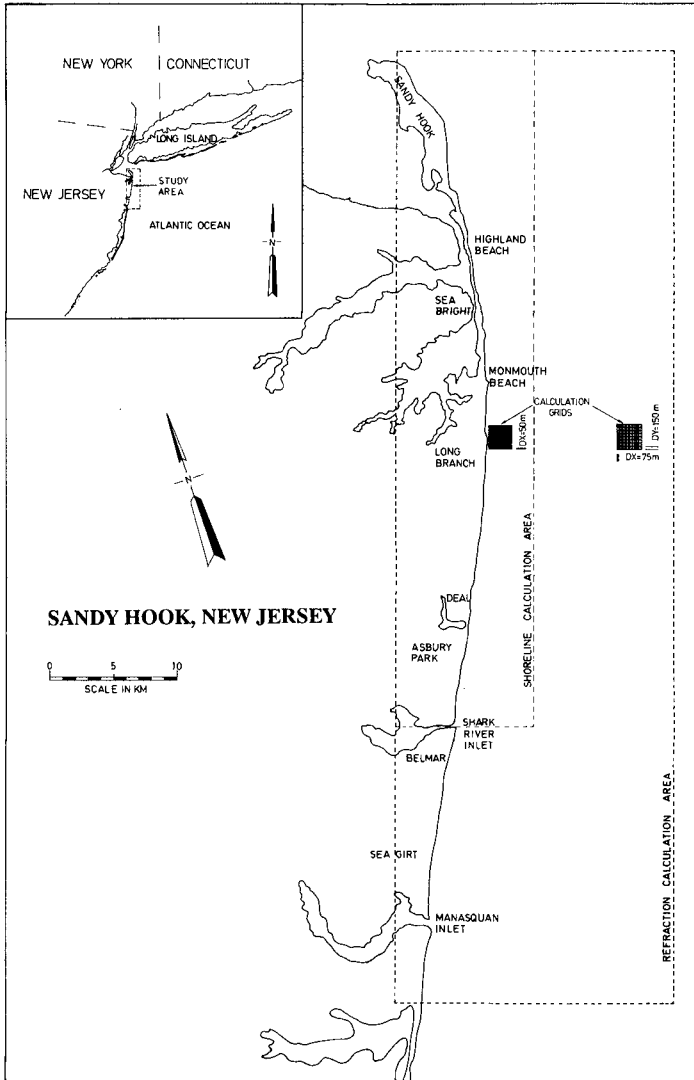 NEW YORK
CONNECTICUT
LONG ISLAND
NEW JERSEY
STUDY
AREA
ATLANTIC OCEAN
N
SANDY HOOK
HIGHLAND
BEACH
SEA
BRIGHT
MONMOUTH
BEACH
CALCULATION
GRIDS
DX=50m
DY=150m
DX=75m
LONG
BRANCH
N
SHORELINE CALCULATION AREA
DEAL
SANDY HOOK, NEW JERSEY
ASBURY
PARK
0 5 10
SCALE IN KM
SHARK
RIVER
INLET
BELMAR
REFRACTION CALCULATION AREA
SEA GIRT
MANASQUAN
INLET